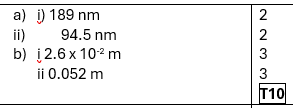 a) i) 189 nm 2
ii) 94.5 nm 2
b) i 2.6 x 10⁻² m 3
ii 0.052 m 3
T10